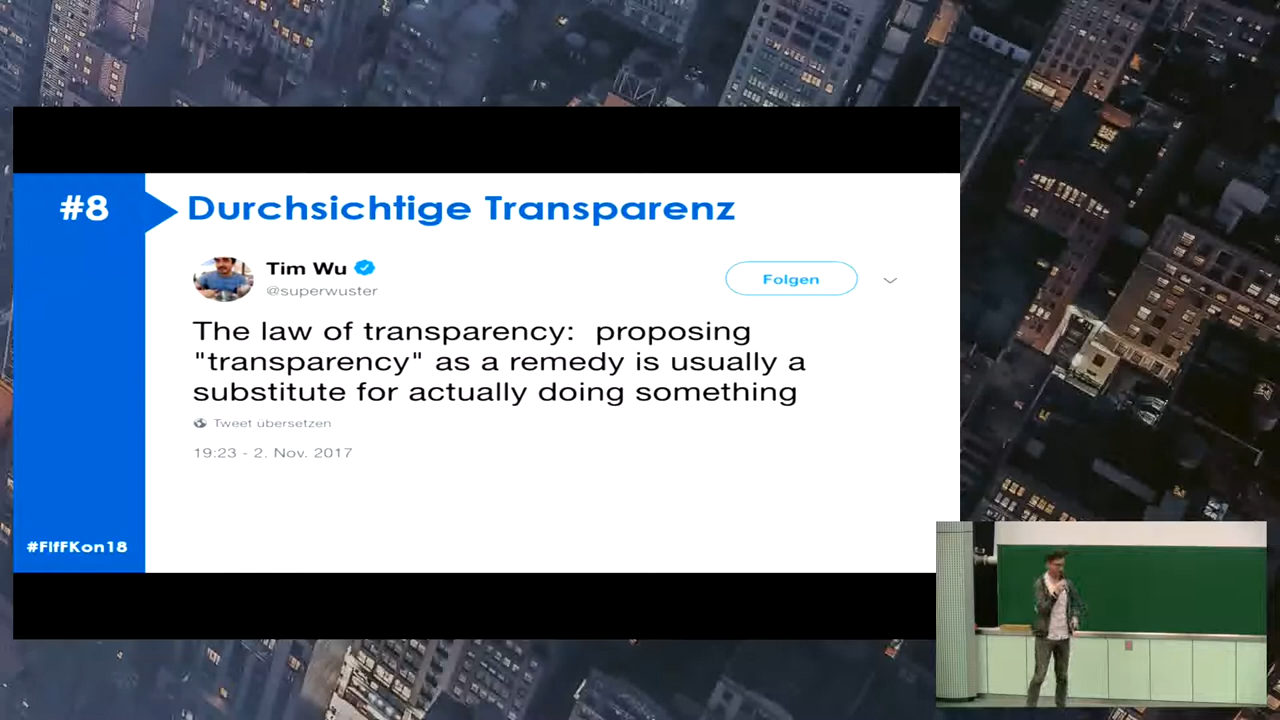 #8
Durchsichtige Transparenz
Tim Wu
@superwuster
Folgen
The law of transparency:  proposing
"transparency" as a remedy is usually a
substitute for actually doing something
Tweet übersetzen
19:23 - 2. Nov. 2017
#FIfFKon18